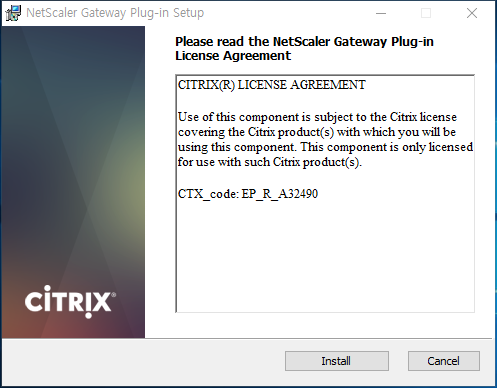 NetScaler Gateway Plug-in Setup
Please read the NetScaler Gateway Plug-in
License Agreement
CITRIX(R) LICENSE AGREEMENT
Use of this component is subject to the Citrix license
covering the Citrix product(s) with which you will be
using this component. This component is only licensed
for use with such Citrix product(s).
CTX_code: EP_R_A32490
CİTRIX®
Install
Cancel